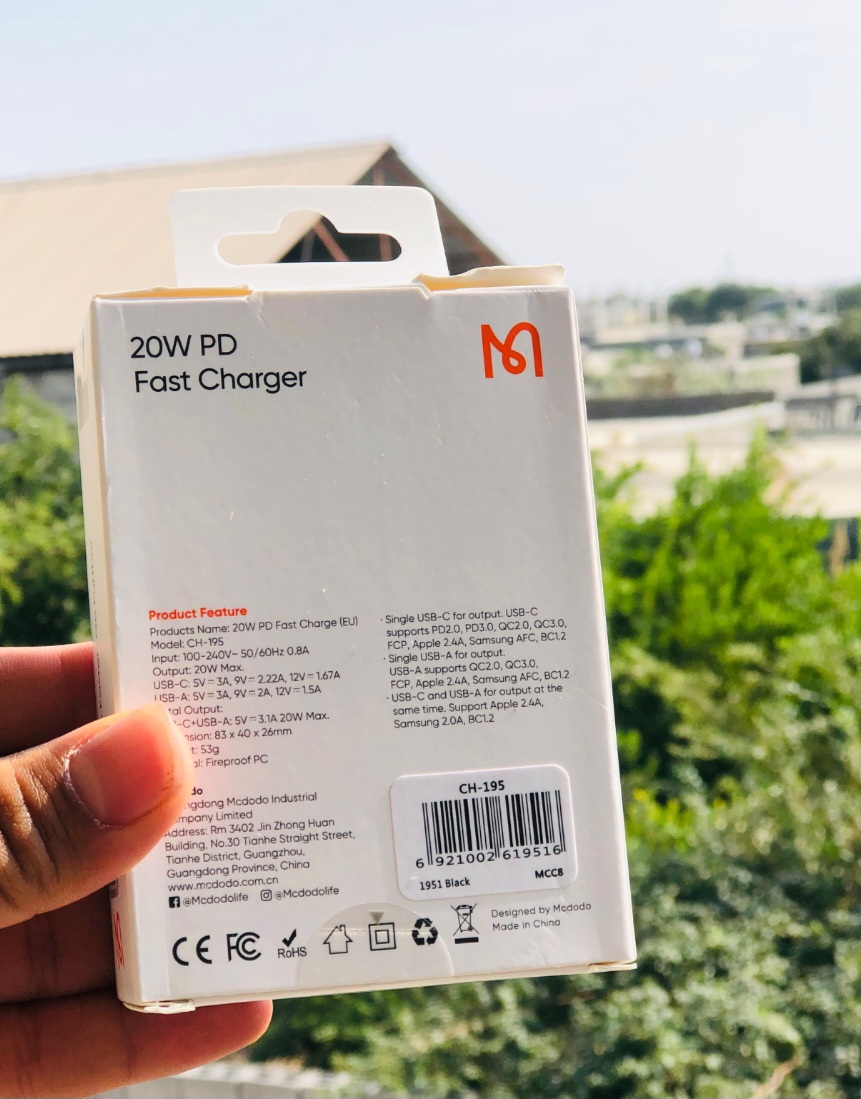 20W PD
Fast Charger
Product Feature
Products Name: 20W PD Fast Charge (EU)
Model: CH-195
Input: 100-240V~ 50/60Hz 0.8A
Output: 20W Max.
USB-C: 5V⎓3A, 9V⎓2.22A, 12V⎓1.67A
USB-A: 5V⎓3A, 9V⎓2A, 12V⎓1.5A
Output:
-C+USB-A: 5V⎓3.1A 20W Max.
83 x 40 x 26mm
53g
Fireproof PC
· Single USB-C for output. USB-C
supports PD2.0, PD3.0, QC2.0, QC3.0,
FCP, Apple 2.4A, Samsung AFC, BC1.2
· Single USB-A for output.
USB-A supports QC2.0, QC3.0,
FCP, Apple 2.4A, Samsung AFC, BC1.2
· USB-C and USB-A for output at the
same time. Support Apple 2.4A,
Samsung 2.0A, BC1.2
Mcdodo Industrial
Limited
Address: Rm 3402 Jin Zhong Huan
Building, No.30 Tianhe Straight Street,
Tianhe District, Guangzhou,
Guangdong Province, China
www.mcdodo.com.cn
@Mcdodolife @Mcdodolife
CH-195
6 921002 619516
1951 Black MCC8
CE FC RoHS
Designed by Mcdodo
Made in China